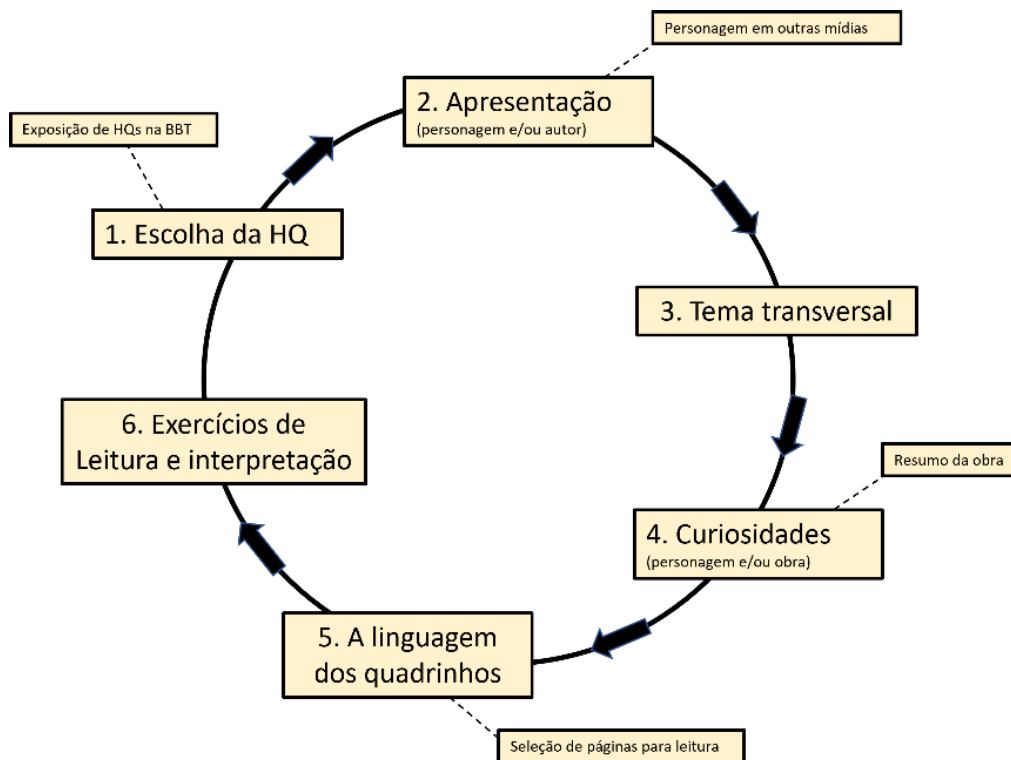 Personagem em outras mídias
2. Apresentação
(personagem e/ou autor)
Exposição de HQs na BBT
1. Escolha da HQ
3. Tema transversal
6. Exercícios de
Leitura e interpretação
Resumo da obra
4. Curiosidades
(personagem e/ou obra)
5. A linguagem
dos quadrinhos
Seleção de páginas para leitura